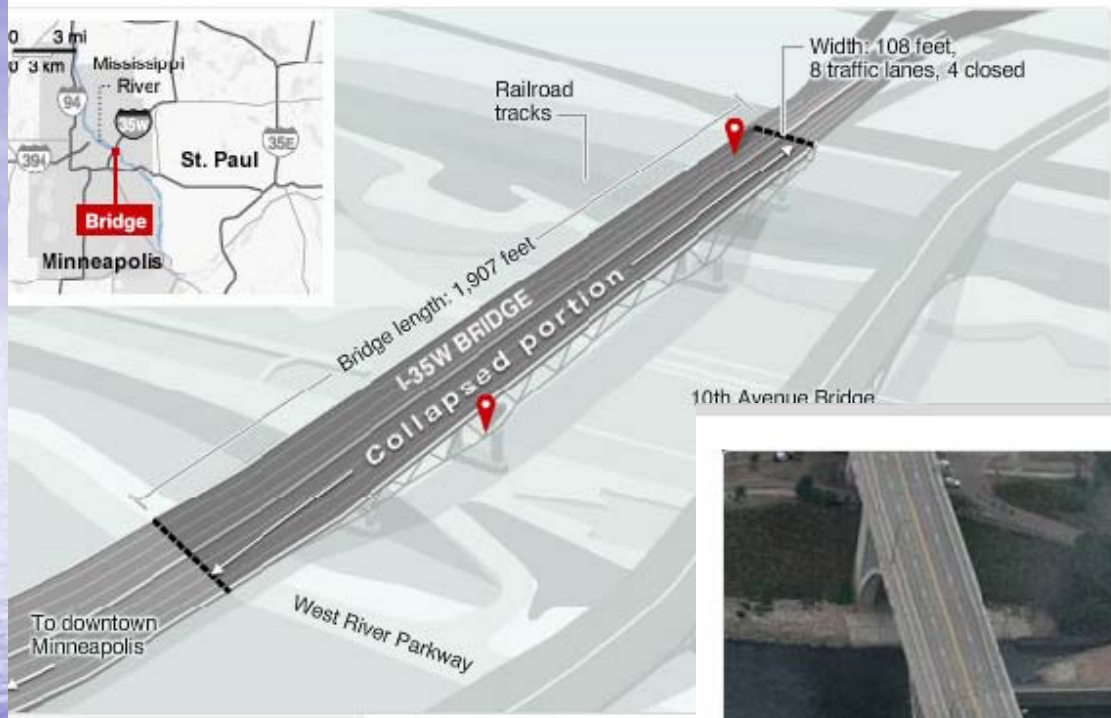 0 3 mi
0 3 km
Mississippi
River
94
35W
394
35E
St. Paul
Bridge
Minneapolis
Width: 108 feet,
8 traffic lanes, 4 closed
Railroad
tracks
Bridge length: 1,907 feet
I-35W BRIDGE
Collapsed portion
10th Avenue Bridge
West River Parkway
To downtown
Minneapolis